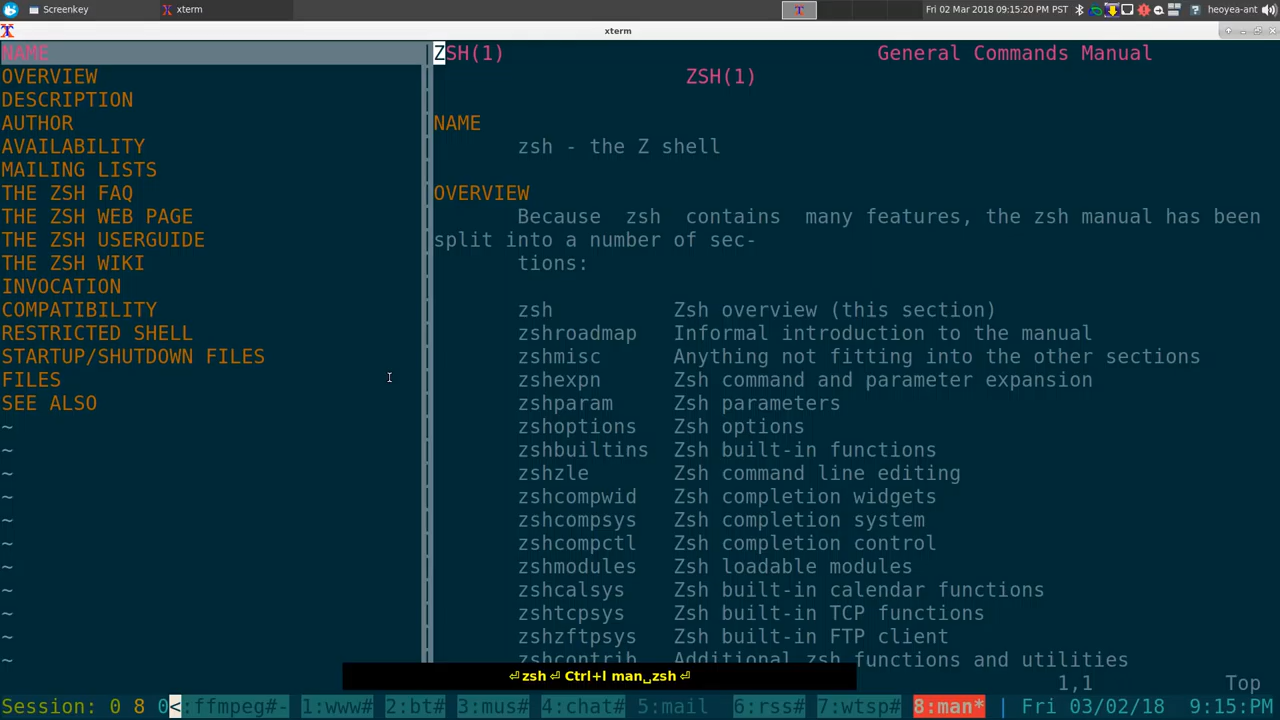 Screenkey
xterm
Fri 02 Mar 2018 09:15:20 PM PST
heoyea-ant
xterm
NAME
OVERVIEW
DESCRIPTION
AUTHOR
AVAILABILITY
MAILING LISTS
THE ZSH FAQ
THE ZSH WEB PAGE
THE ZSH USERGUIDE
THE ZSH WIKI
INVOCATION
COMPATIBILITY
RESTRICTED SHELL
STARTUP/SHUTDOWN FILES
FILES
SEE ALSO
~
~
~
~
~
~
~
~
~
~
~
ZSH(1) General Commands Manual
ZSH(1)
NAME
zsh - the Z shell
OVERVIEW
Because zsh contains many features, the zsh manual has been
split into a number of sec-
tions:
zsh Zsh overview (this section)
zshroadmap Informal introduction to the manual
zshmisc Anything not fitting into the other sections
zshexpn Zsh command and parameter expansion
zshparam Zsh parameters
zshoptions Zsh options
zshbuiltins Zsh built-in functions
zshzle Zsh command line editing
zshcompwid Zsh completion widgets
zshcompsys Zsh completion system
zshcompctl Zsh completion control
zshmodules Zsh loadable modules
zshcalsys Zsh built-in calendar functions
zshtcpsys Zsh built-in TCP functions
zshzftpsys Zsh built-in FTP client
zshcontrib Additional zsh functions and utilities
⏎zsh⏎ Ctrl+l man␣zsh⏎
1,1 Top
Session: 0 8 0<:ffmpeg#- 1:www# 2:bt# 3:mus# 4:chat# 5:mail 6:rss# 7:wtsp# 8:man* | Fri 03/02/18 9:15:PM